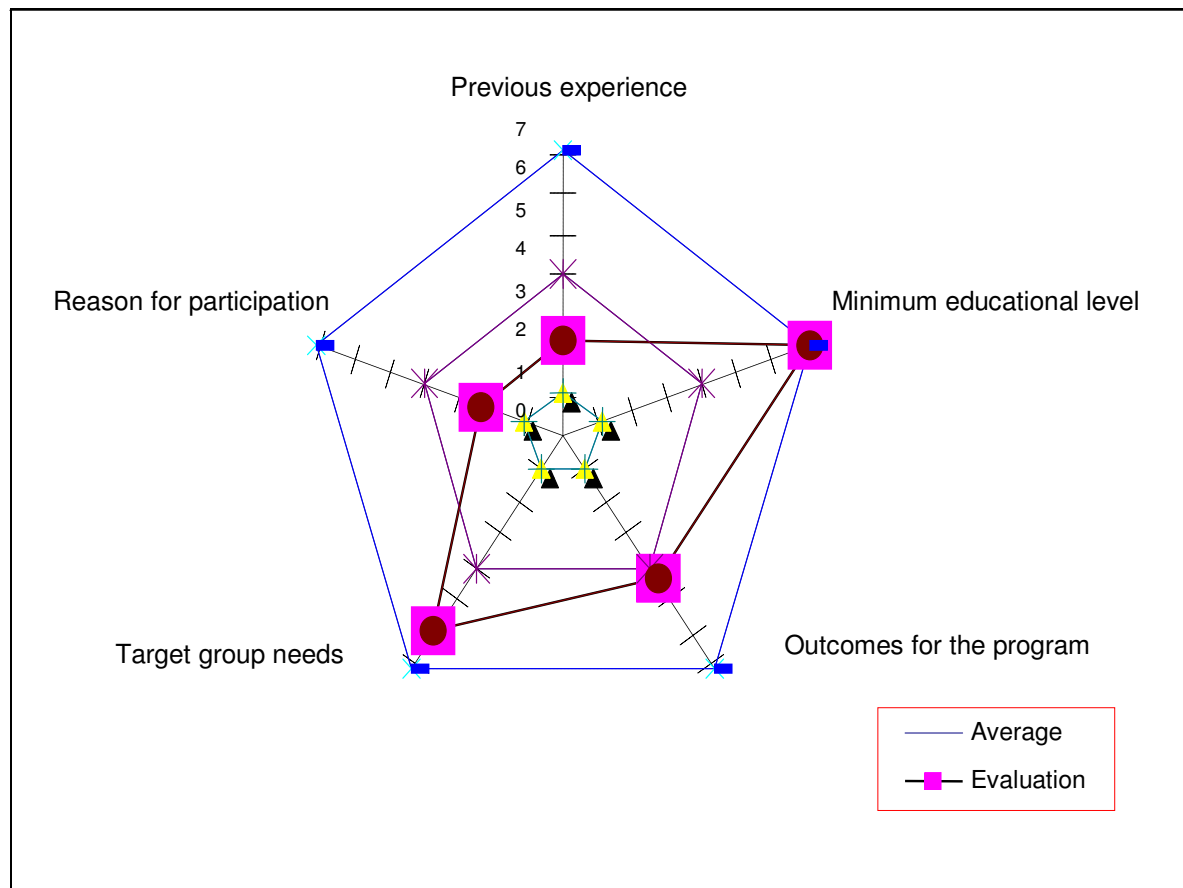 Previous experience
7
6
5
4
3
2
1
0
Reason for participation
Minimum educational level
Target group needs
Outcomes for the program
Average
Evaluation